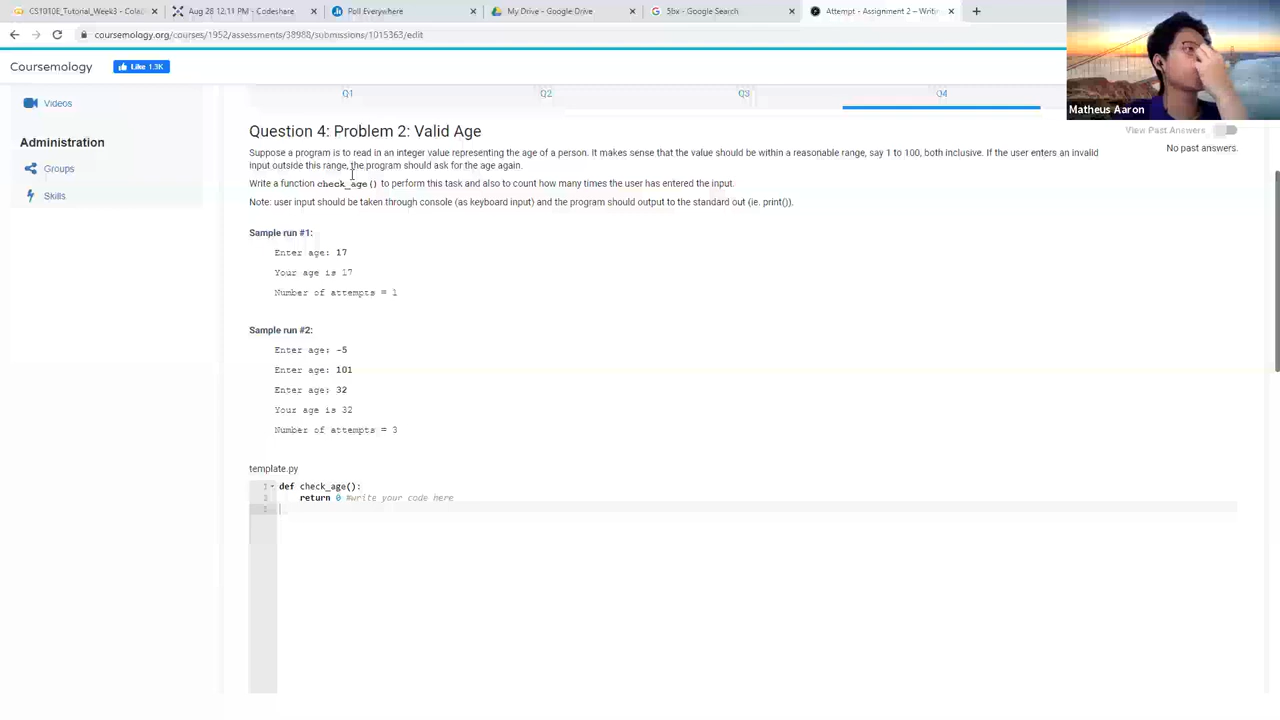 CS1010E_Tutorial_Week3 - Cola
Aug 28 12:11 PM - Codeshare
Poll Everywhere
My Drive - Google Drive
5bx - Google Search
Attempt - Assignment 2 – Writi
coursemology.org/courses/1952/assessments/38988/submissions/1015363/edit
Coursemology
Like 1.3K
Matheus Aaron
Videos
Administration
Groups
Skills
Q1 Q2 Q3 Q4
View Past Answers
No past answers.
Question 4: Problem 2: Valid Age
Suppose a program is to read in an integer value representing the age of a person. It makes sense that the value should be within a reasonable range, say 1 to 100, both inclusive. If the user enters an invalid
input outside this range, the program should ask for the age again.
Write a function check_age() to perform this task and also to count how many times the user has entered the input.
Note: user input should be taken through console (as keyboard input) and the program should output to the standard out (ie. print()).
Sample run #1:
Enter age: 17
Your age is 17
Number of attempts = 1
Sample run #2:
Enter age: -5
Enter age: 101
Enter age: 32
Your age is 32
Number of attempts = 3
template.py
1 def check_age():
2 return 0 #write your code here
3